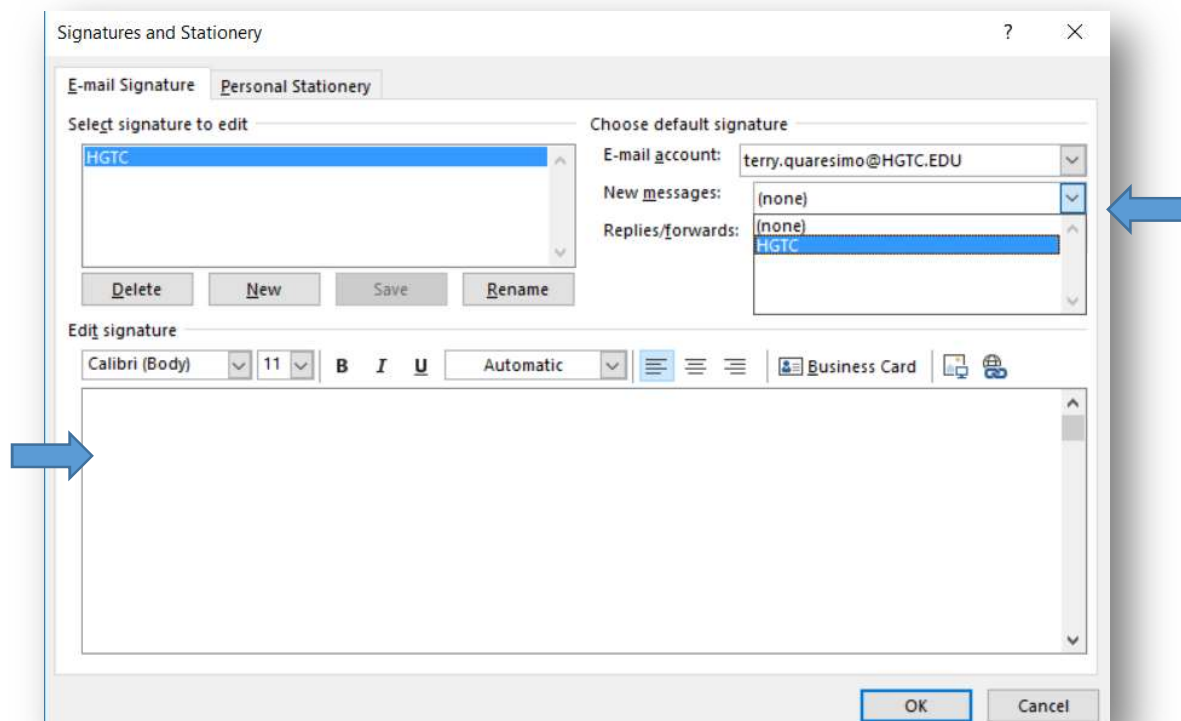 Signatures and Stationery ?
E-mail Signature Personal Stationery
Select signature to edit
HGTC
Delete New Save Rename
Choose default signature
E-mail account: terry.quaresimo@HGTC.EDU
New messages: (none)
(none)
HGTC
Replies/forwards:
Edit signature
Calibri (Body) 11 B I U Automatic Business Card
OK Cancel